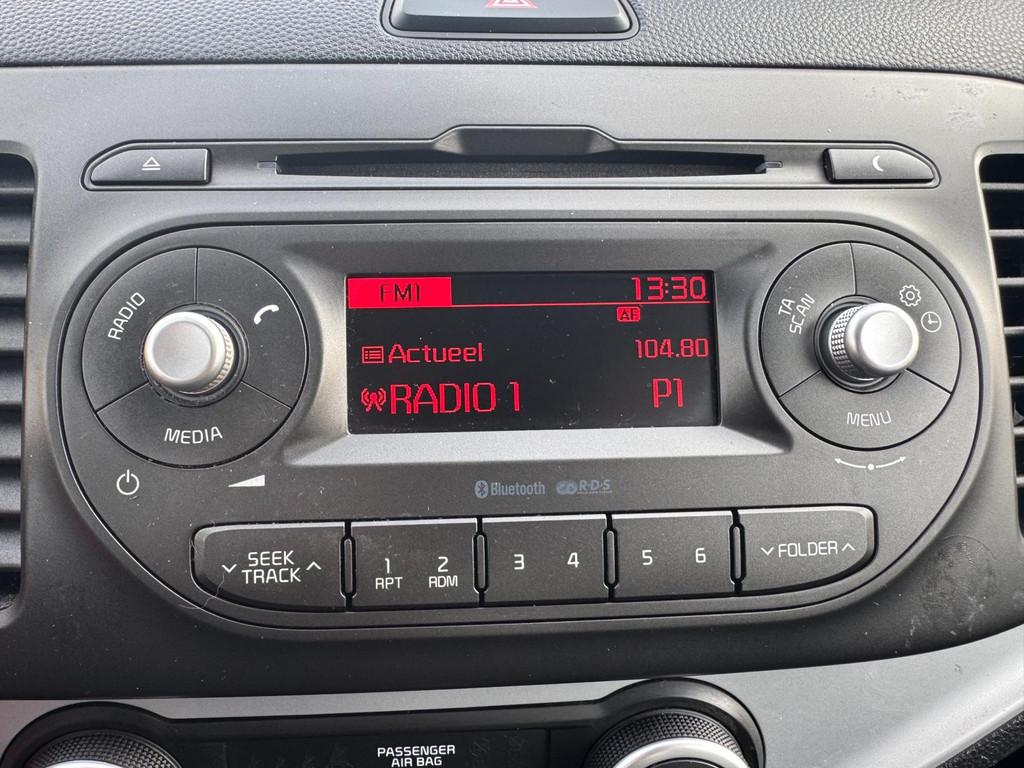 FM1 13:30
AF
Actueel 104.80
RADIO 1 P1
RADIO
MEDIA
TA
SCAN
MENU
Bluetooth R·D·S
SEEK
TRACK
1 2 3 4 5 6
RPT RDM
FOLDER
PASSENGER
AIR BAG